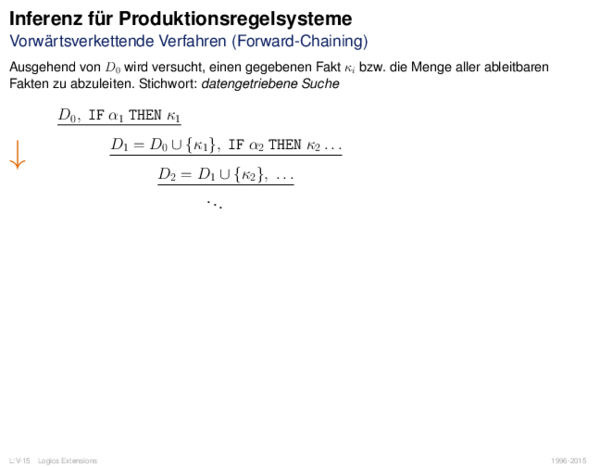 Inferenz für Produktionsregelsysteme
Vorwärtsverkettende Verfahren (Forward-Chaining)
Ausgehend von D₀ wird versucht, einen gegebenen Fakt κᵢ bzw. die Menge aller ableitbaren
Fakten zu abzuleiten. Stichwort: datengetriebene Suche
D₀, IF α₁ THEN κ₁
D₁ = D₀ ∪ {κ₁}, IF α₂ THEN κ₂ ...
D₂ = D₁ ∪ {κ₂}, ...
⋱
L:V-15 Logics Extensions 1996-2015